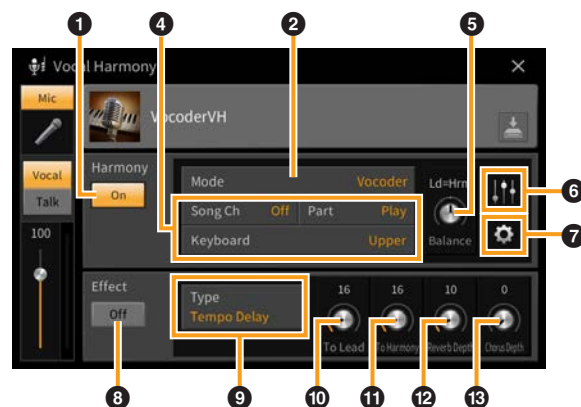 1 4 2 5
Vocal Harmony
Mic
VocoderVH
Vocal
Talk
Harmony
On
Mode Vocoder
Song Ch Off Part Play
Keyboard Upper
Ld=Hrm
Balance
6
7
100
Effect
Off
Type
Tempo Delay
16 16 10 0
To Lead To Harmony Reverb Depth Chorus Depth
8 9 10 11 12 13